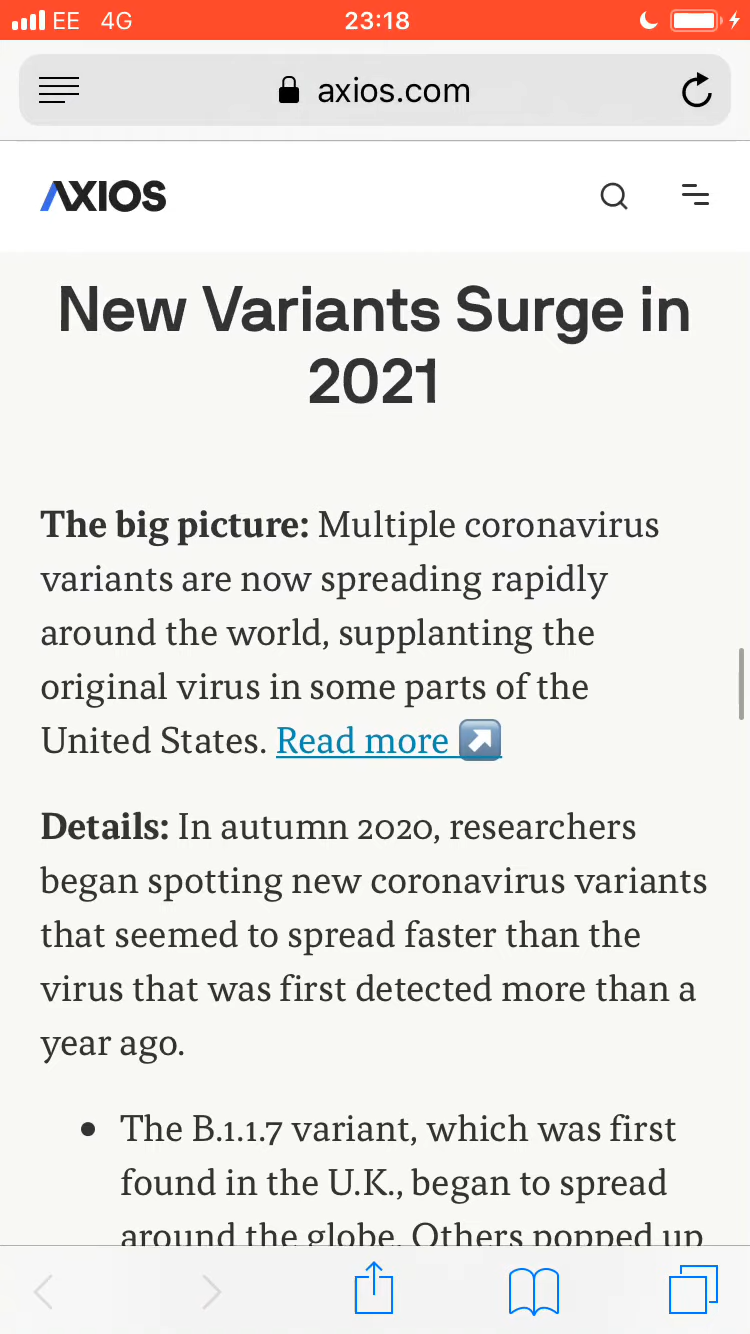 EE 4G 23:18
axios.com
AXIOS
New Variants Surge in
2021
The big picture: Multiple coronavirus
variants are now spreading rapidly
around the world, supplanting the
original virus in some parts of the
United States. Read more ↗️
Details: In autumn 2020, researchers
began spotting new coronavirus variants
that seemed to spread faster than the
virus that was first detected more than a
year ago.
• The B.1.1.7 variant, which was first
found in the U.K., began to spread
around the globe. Others popped up